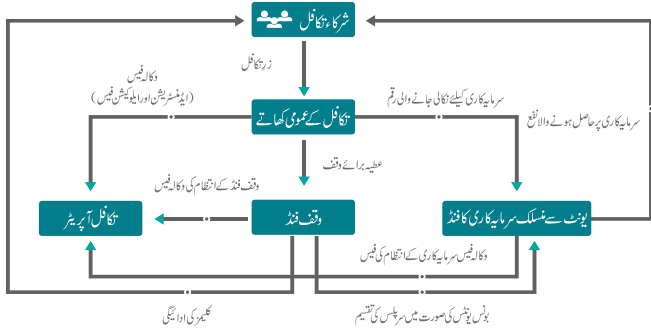 شرکاء تکافل
زرِ تکافل
وکالہ فیس
(ایڈمنسٹریشن اور ایلوکیشن فیس)
تکافل کے عمومی کھاتے
سرمایہ کاری کیلئے نکالی جانے والی رقم
سرمایہ کاری پر حاصل ہونے والا نفع
عطیہ برائے وقف
وقف فنڈ کے انتظام کی وکالہ فیس
یونٹ سے منسلک سرمایہ کاری کا فنڈ
وقف فنڈ
تکافل آپریٹر
وکالہ فیس سرمایہ کاری کے انتظام کی فیس
کلیمز کی ادائیگی
بونس یونٹس کی صورت میں سرپلس کی تقسیم